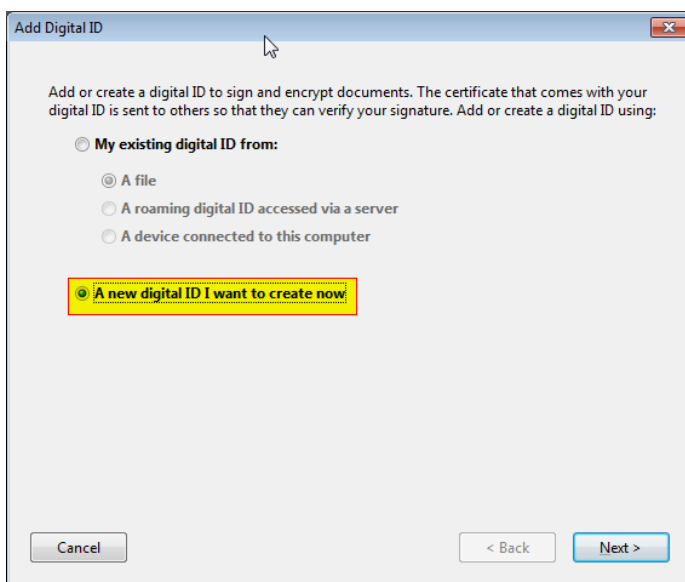 Add Digital ID
Add or create a digital ID to sign and encrypt documents. The certificate that comes with your
digital ID is sent to others so that they can verify your signature. Add or create a digital ID using:
My existing digital ID from:
A file
A roaming digital ID accessed via a server
A device connected to this computer
A new digital ID I want to create now
Cancel
< Back
Next >